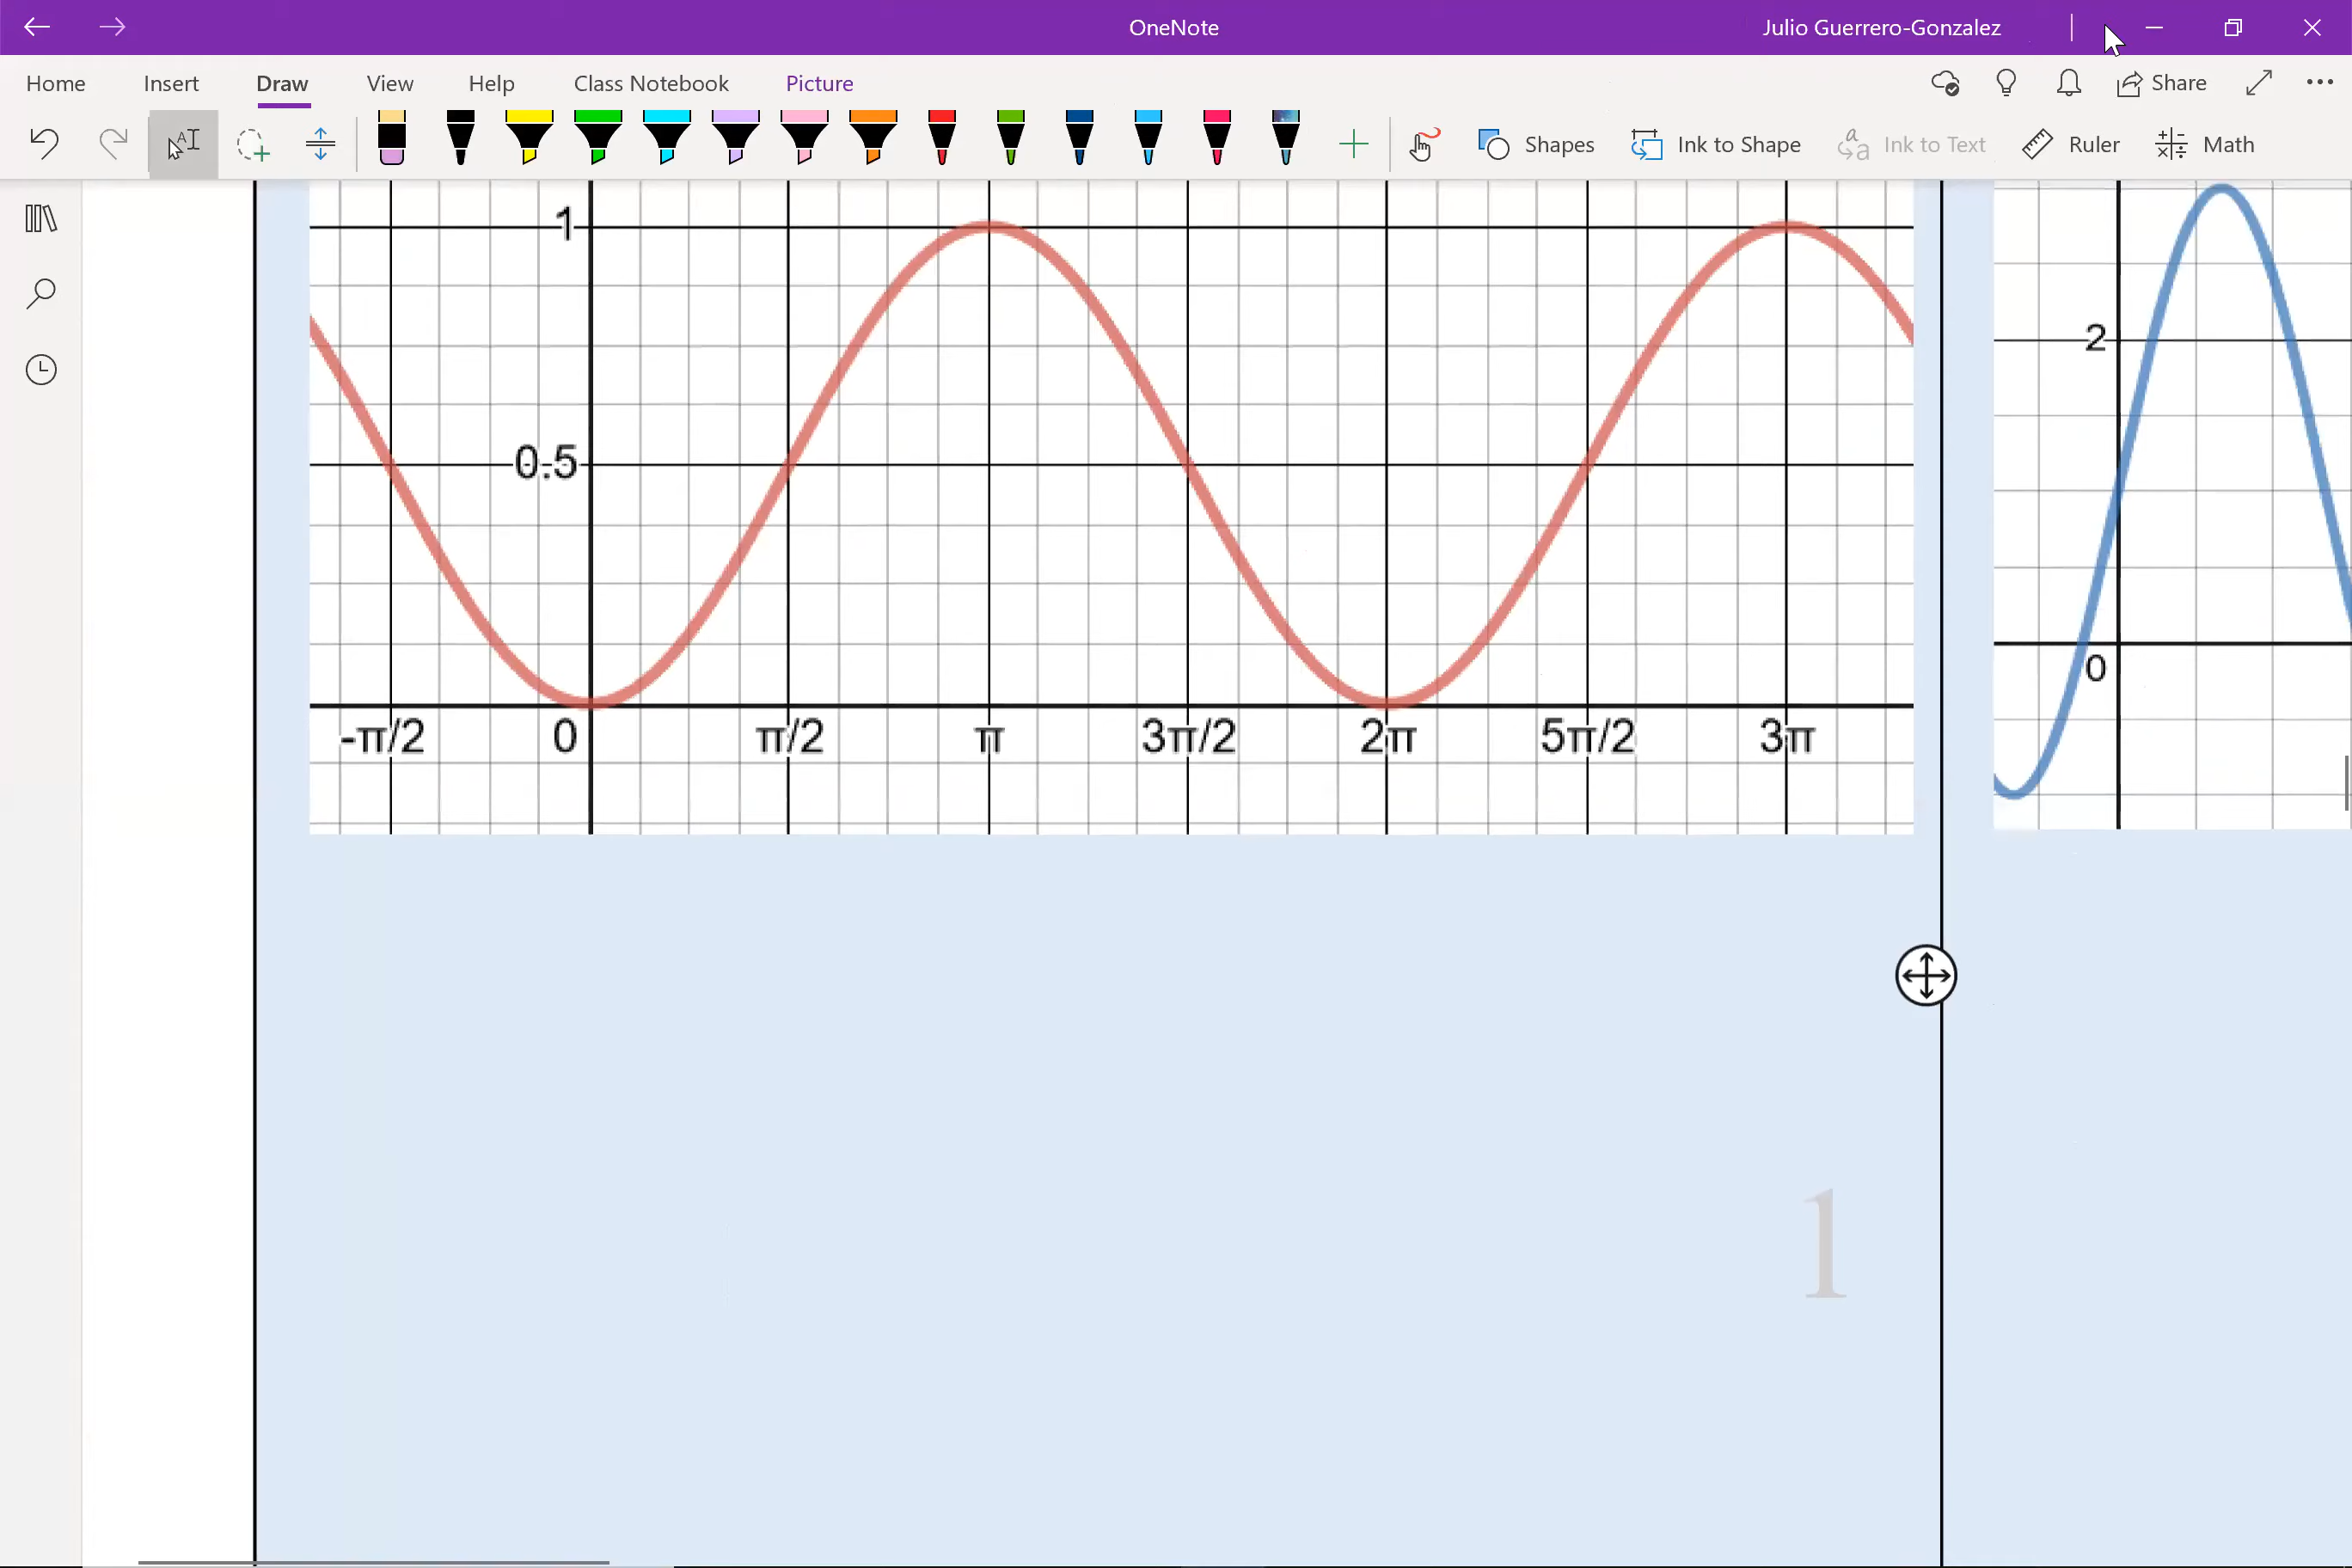 OneNote
Julio Guerrero-Gonzalez
Home Insert Draw View Help Class Notebook Picture
Share
Shapes Ink to Shape Ink to Text Ruler Math
1
0.5
-π/2 0 π/2 π 3π/2 2π 5π/2 3π
2
0
1